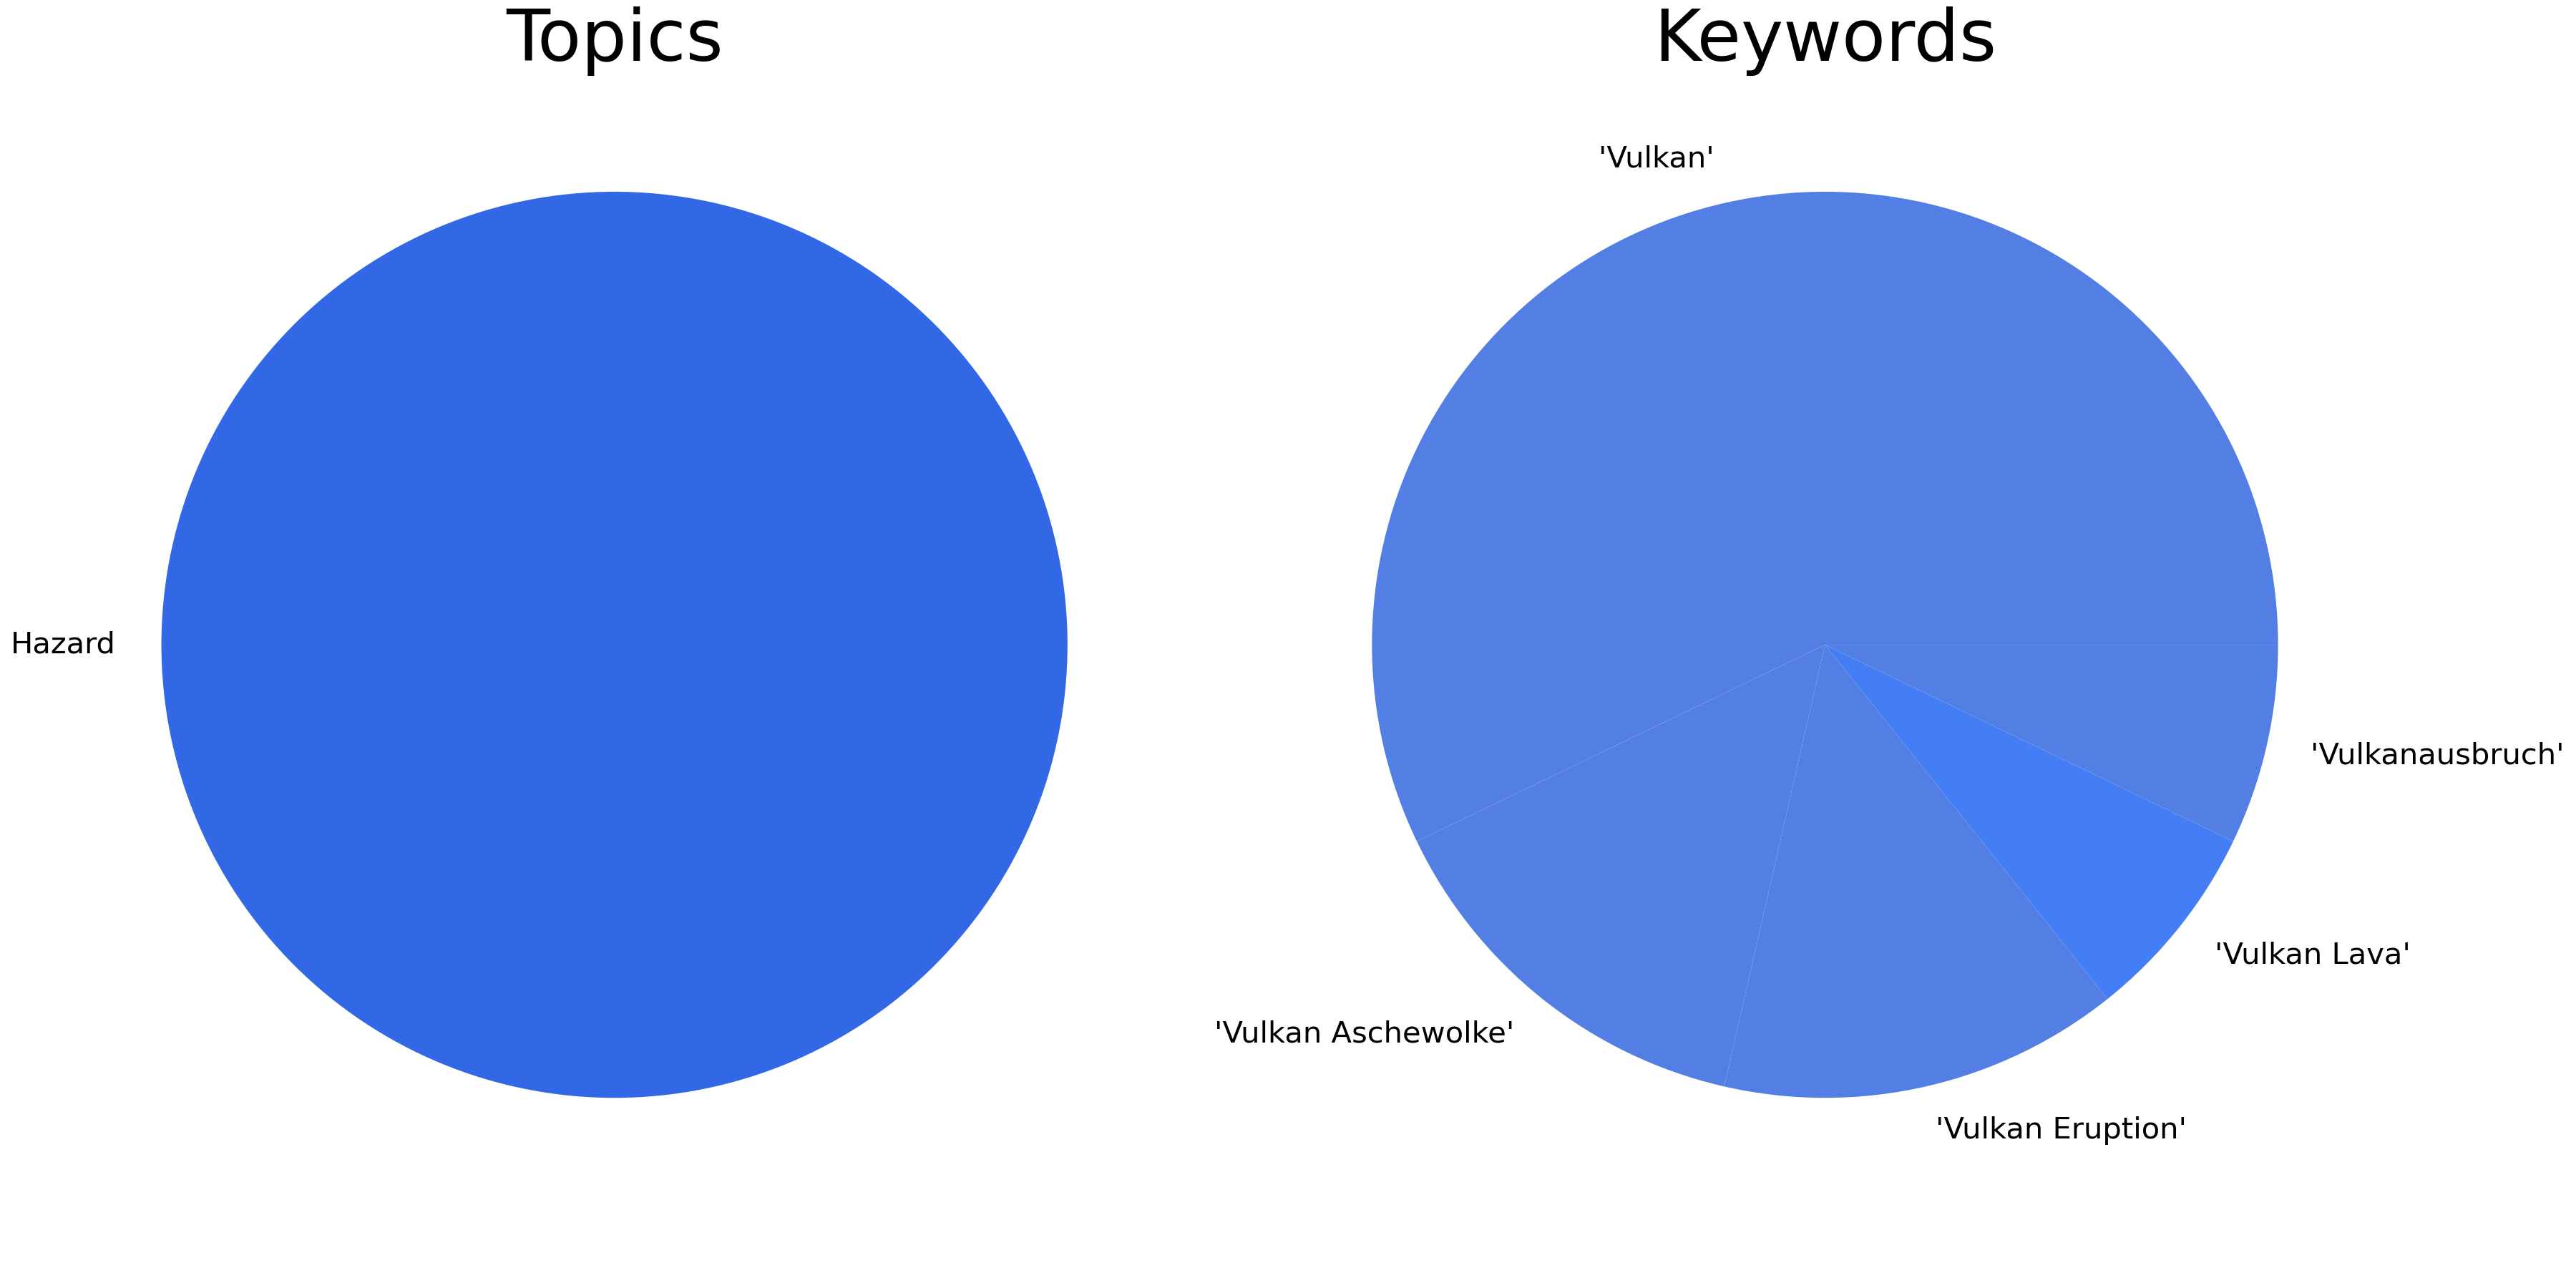 Topics
Hazard
Keywords
'Vulkan'
'Vulkanausbruch'
'Vulkan Lava'
'Vulkan Aschewolke'
'Vulkan Eruption'